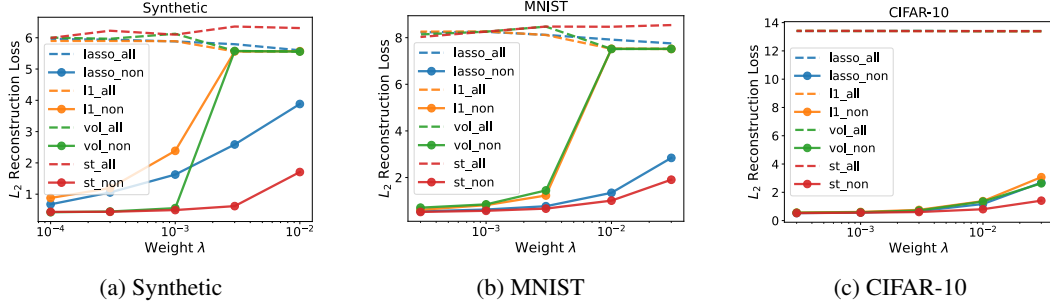 Synthetic
L2 Reconstruction Loss
6
5
4
3
2
1
lasso_all
lasso_non
l1_all
l1_non
vol_all
vol_non
st_all
st_non
10−4
10−3
10−2
Weight λ
(a) Synthetic
MNIST
L2 Reconstruction Loss
8
6
4
2
lasso_all
lasso_non
l1_all
l1_non
vol_all
vol_non
st_all
st_non
10−3
10−2
Weight λ
(b) MNIST
CIFAR-10
L2 Reconstruction Loss
14
12
10
8
6
4
2
0
lasso_all
lasso_non
l1_all
l1_non
vol_all
vol_non
st_all
st_non
10−3
10−2
Weight λ
(c) CIFAR-10